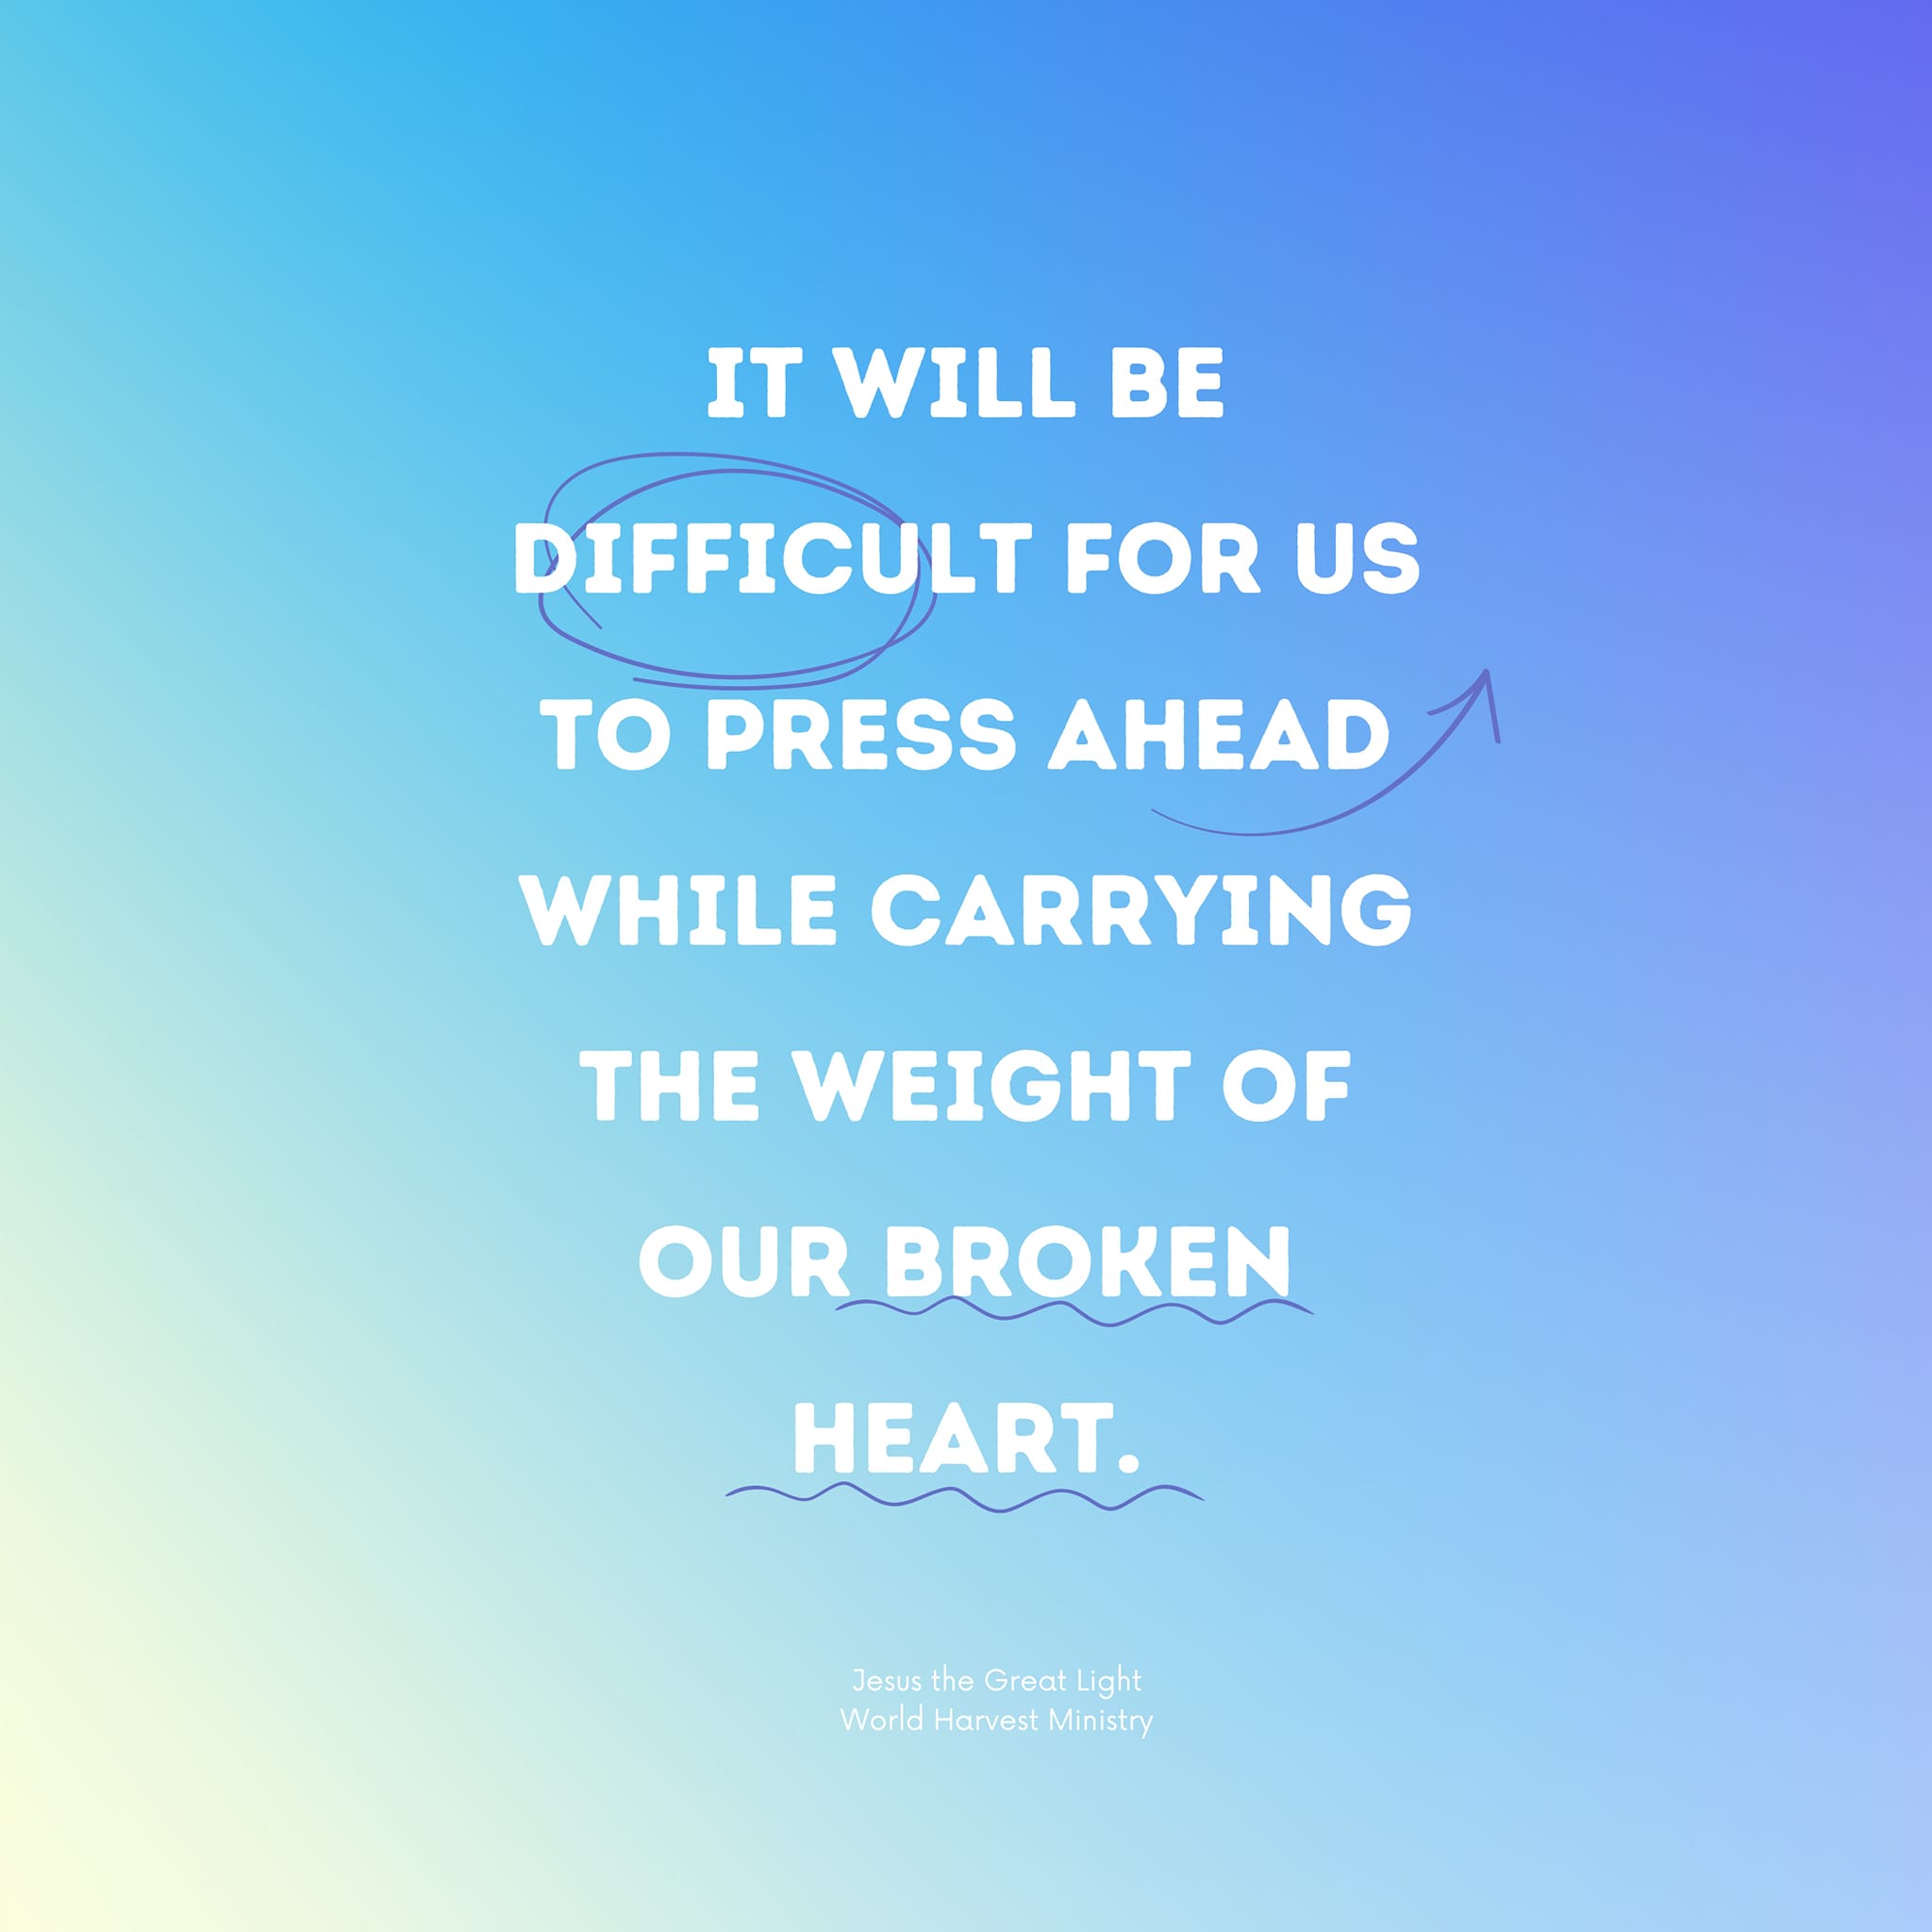 IT WILL BE
DIFFICULT FOR US
TO PRESS AHEAD
WHILE CARRYING
THE WEIGHT OF
OUR BROKEN
HEART.
Jesus the Great Light
World Harvest Ministry